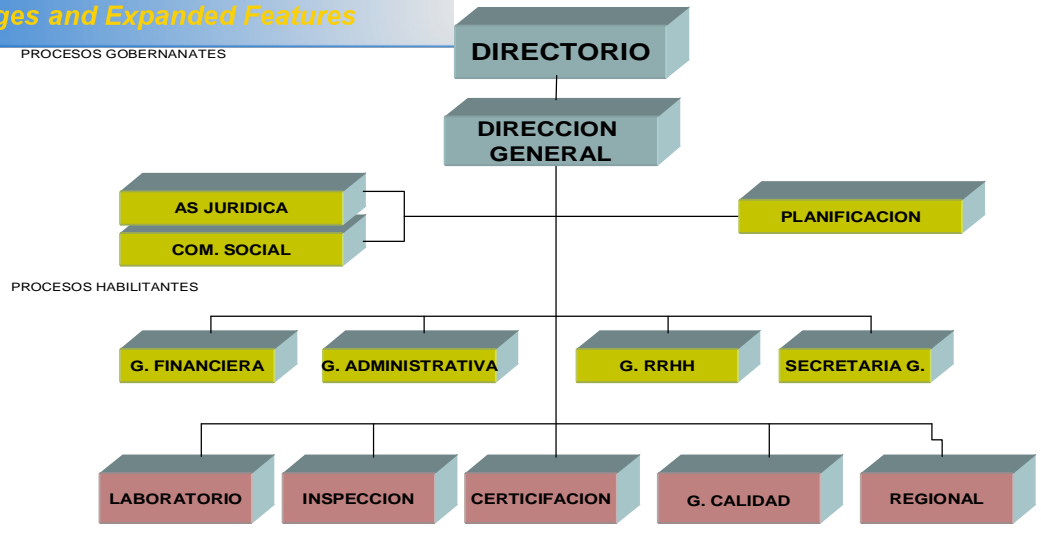 ges and Expanded Features
PROCESOS GOBERNANATES
DIRECTORIO
DIRECCION
GENERAL
AS JURIDICA
PLANIFICACION
COM. SOCIAL
PROCESOS HABILITANTES
G. FINANCIERA
G. ADMINISTRATIVA
G. RRHH
SECRETARIA G.
LABORATORIO
INSPECCION
CERTICIFACION
G. CALIDAD
REGIONAL